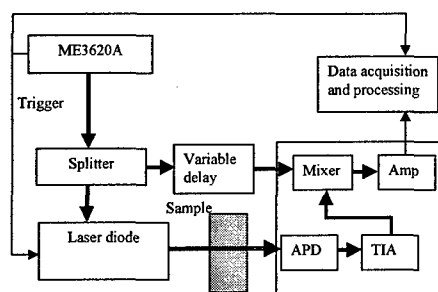 ME3620A
Data acquisition
and processing
Trigger
Splitter
Variable
delay
Mixer
Amp
Sample
Laser diode
APD
TIA